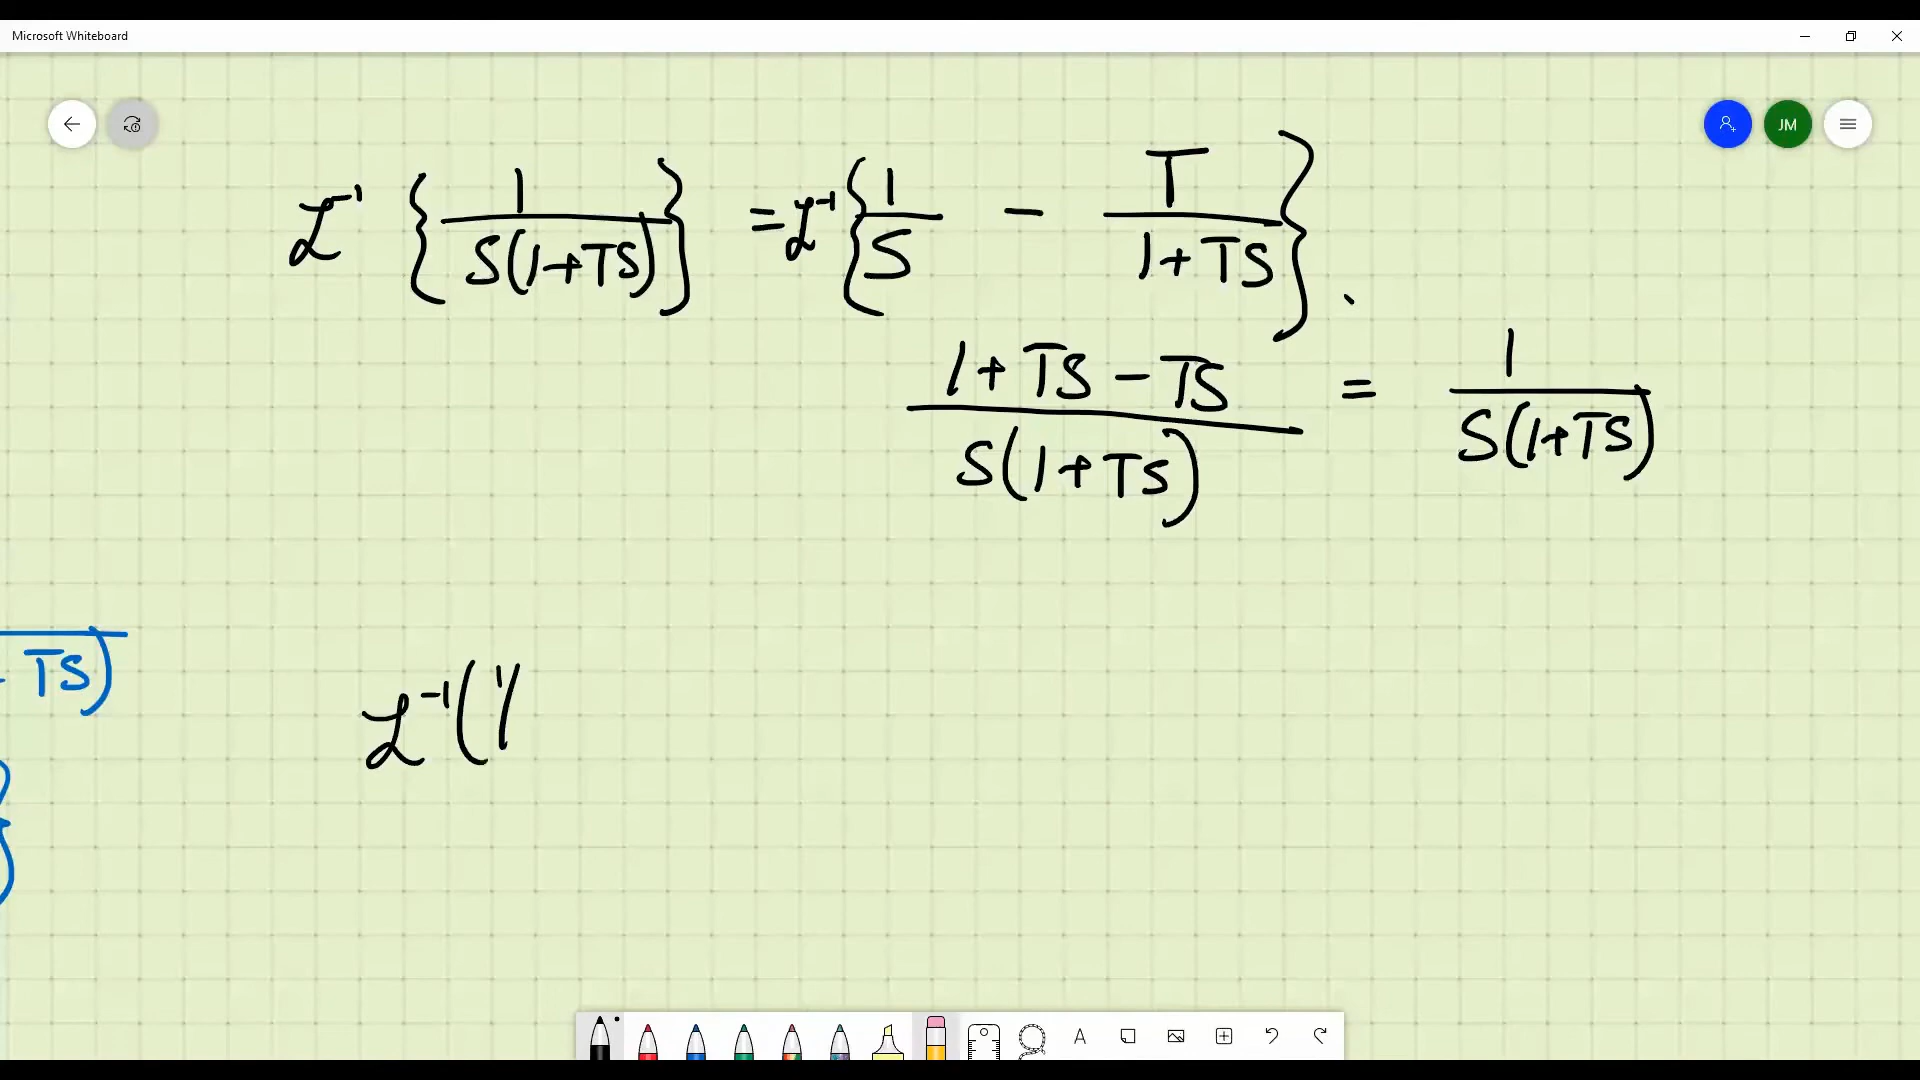 Microsoft Whiteboard
JM
ℒ⁻¹ { 1 / S(1+TS) } = ℒ⁻¹ { 1/S - T / 1+TS } .
1+TS-TS / S(1+TS) = 1 / S(1+TS)
TS)
ℒ⁻¹ ( 1/
A